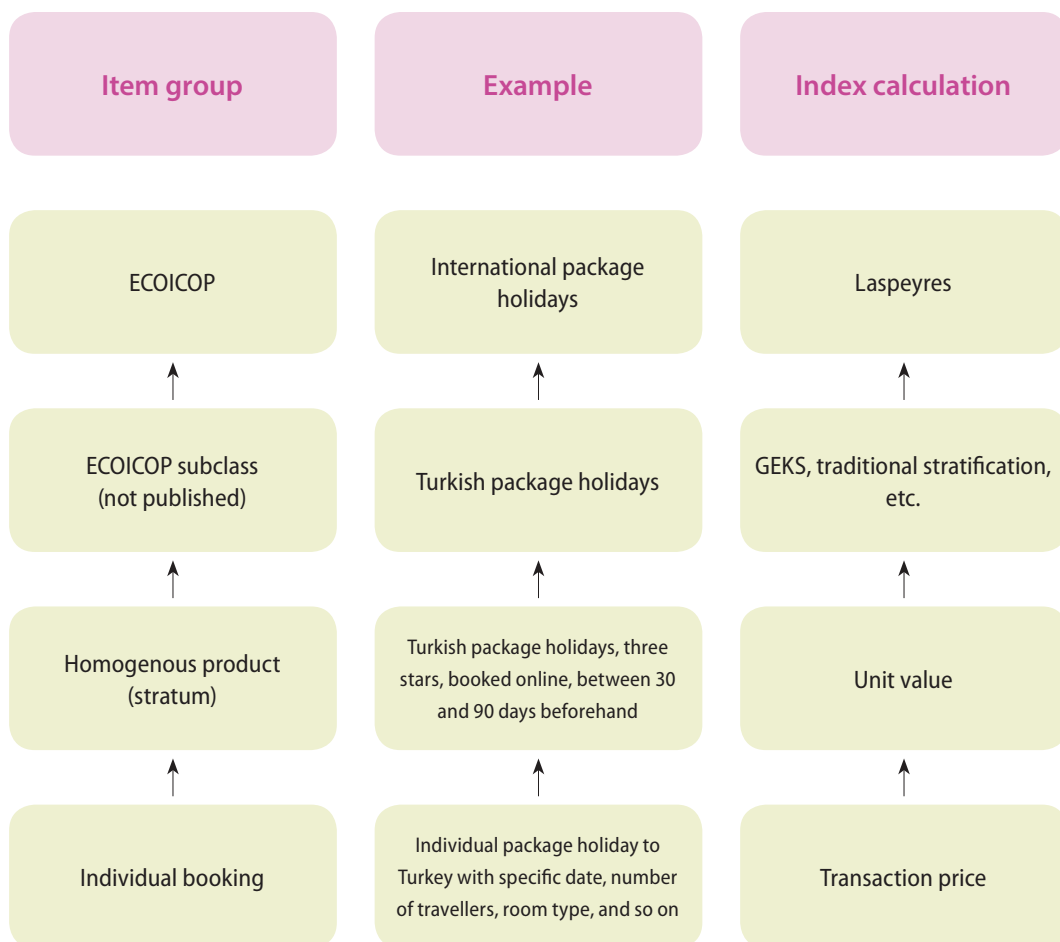 Item group
Example
Index calculation
ECOICOP
International package
holidays
Laspeyres
ECOICOP subclass
(not published)
Turkish package holidays
GEKS, traditional stratification,
etc.
Homogenous product
(stratum)
Turkish package holidays, three
stars, booked online, between 30
and 90 days beforehand
Unit value
Individual booking
Individual package holiday to
Turkey with specific date, number
of travellers, room type, and so on
Transaction price